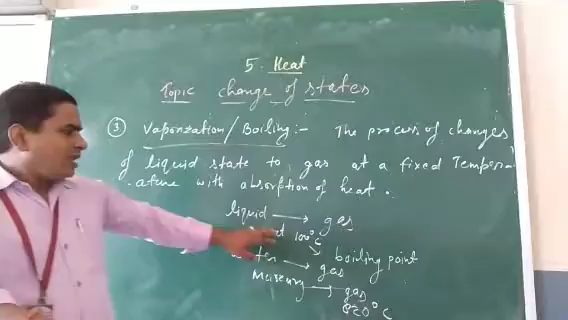 5. Heat
Topic change of states
③ Vaporization/Boiling:- The process of changes
of liquid state to gas at a fixed Temper-
ature with absorption of heat.
liquid → gas
at 100°C
→ gas boiling point
Mercury → gas
°C